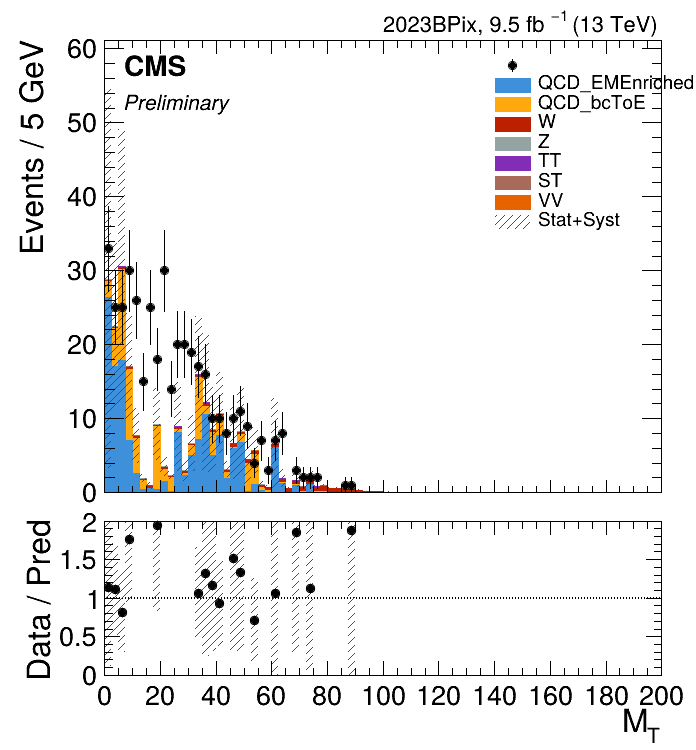 2023BPix, 9.5 fb⁻¹ (13 TeV)
CMS
Preliminary
QCD_EMEnriched
QCD_bcToE
W
Z
TT
ST
VV
Stat+Syst
Events / 5 GeV
60
50
40
30
20
10
0
Data / Pred
2
1.5
1
0.5
0
0 20 40 60 80 100 120 140 160 180 200
M_T